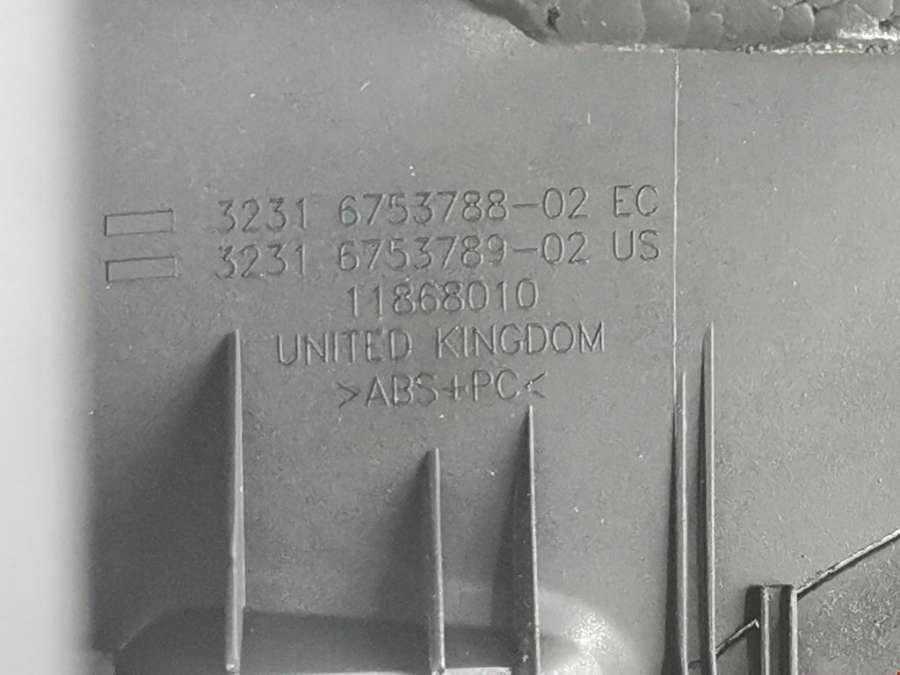 3231 6753788-02 EC
3231 6753789-02 US
11868010
UNITED KINGDOM
>ABS+PC<